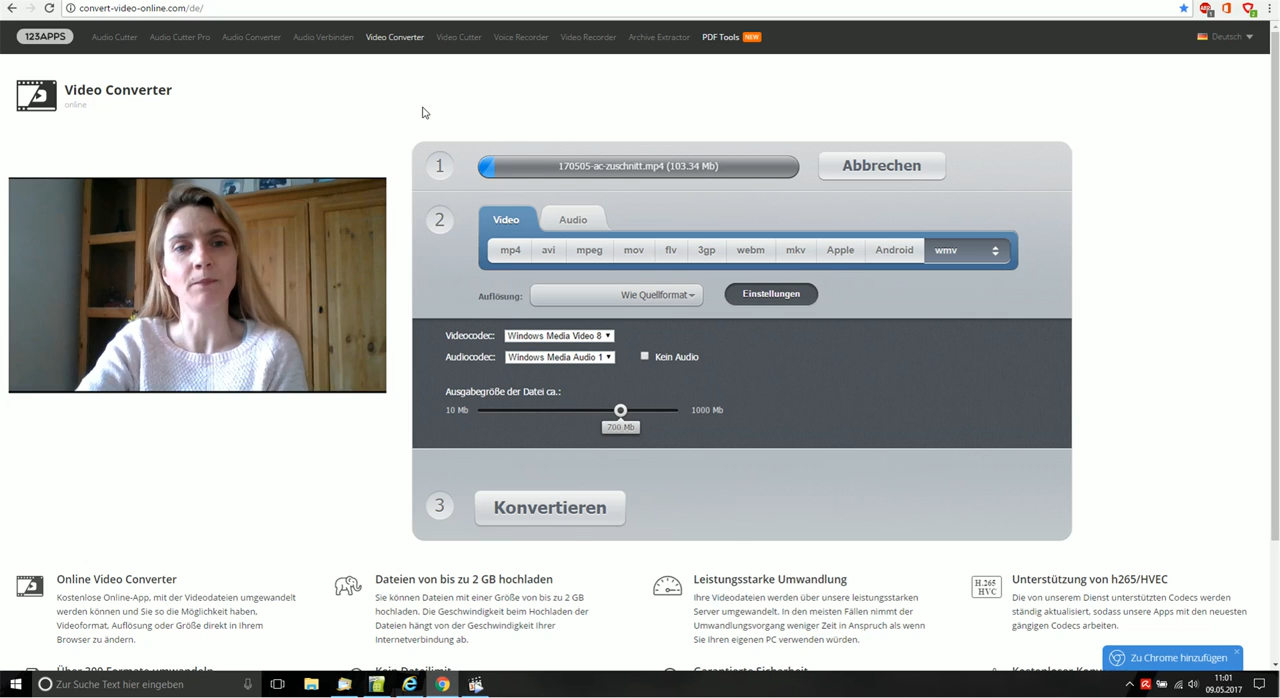 convert-video-online.com/de/
123APPS
Audio Cutter
Audio Cutter Pro
Audio Converter
Audio Verbinden
Video Converter
Video Cutter
Voice Recorder
Video Recorder
Archive Extractor
PDF Tools NEW
Deutsch
Video Converter
online
1
170505-ac-zuschnitt.mp4 (103.34 Mb)
Abbrechen
2
Video
Audio
mp4
avi
mpeg
mov
flv
3gp
webm
mkv
Apple
Android
wmv
Auflösung:
Wie Quellformat
Einstellungen
Videocodec:
Windows Media Video 8
Audiocodec:
Windows Media Audio 1
Kein Audio
Ausgabegröße der Datei ca.:
10 Mb
1000 Mb
700 Mb
3
Konvertieren
Online Video Converter
Kostenlose Online-App, mit der Videodateien umgewandelt
werden können und Sie so die Möglichkeit haben,
Videoformat, Auflösung oder Größe direkt in Ihrem
Browser zu ändern.
Dateien von bis zu 2 GB hochladen
Sie können Dateien mit einer Größe von bis zu 2 GB
hochladen. Die Geschwindigkeit beim Hochladen der
Dateien hängt von der Geschwindigkeit Ihrer
Internetverbindung ab.
Leistungsstarke Umwandlung
Ihre Videodateien werden über unsere leistungsstarken
Server umgewandelt. In den meisten Fällen nimmt der
Umwandlungsvorgang weniger Zeit in Anspruch als wenn
Sie Ihren eigenen PC verwenden würden.
H.265
HVC
Unterstützung von h265/HVEC
Die von unserem Dienst unterstützten Codecs werden
ständig aktualisiert, sodass unsere Apps mit den neuesten
gängigen Codecs arbeiten.
Über 300 Formate umwandeln
Kein Dateilimit
Garantierte Sicherheit
Zu Chrome hinzufügen
Zur Suche Text hier eingeben
11:01
09.05.2017